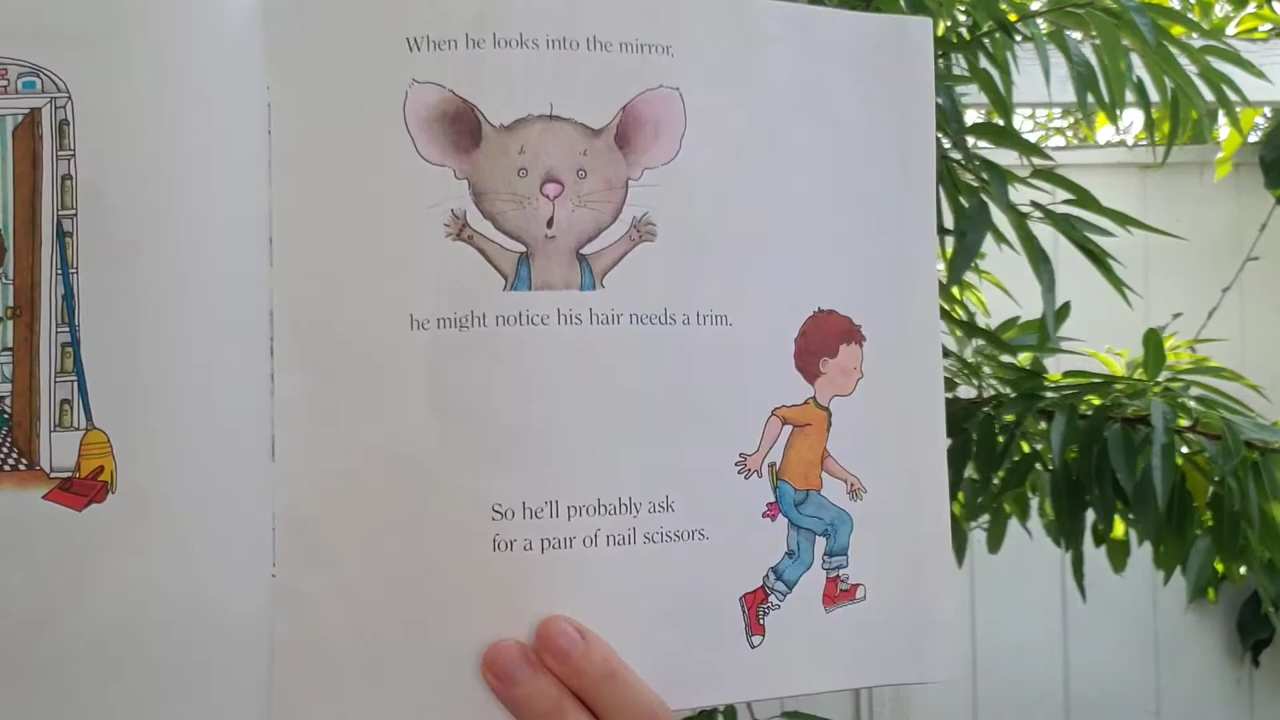 When he looks into the mirror,
he might notice his hair needs a trim.
So he'll probably ask
for a pair of nail scissors.